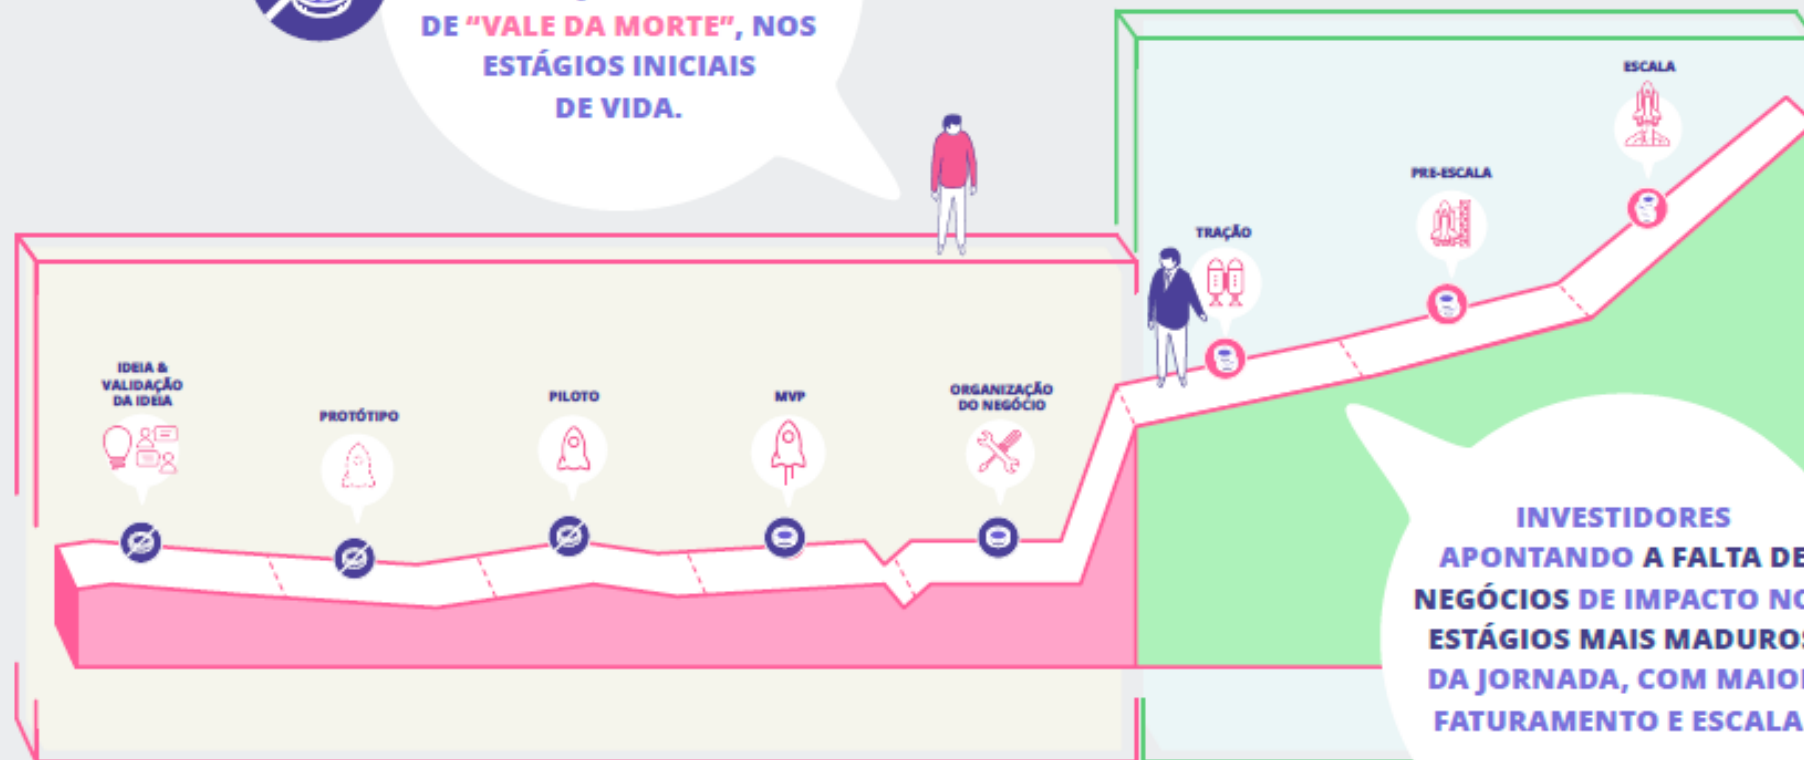 DE “VALE DA MORTE”, NOS
ESTÁGIOS INICIAIS
DE VIDA.
ESCALA
PRE-ESCALA
TRAÇÃO
IDEIA &
VALIDAÇÃO
DA IDEIA
PROTÓTIPO
PILOTO
MVP
ORGANIZAÇÃO
DO NEGÓCIO
INVESTIDORES
APONTANDO A FALTA DE
NEGÓCIOS DE IMPACTO NO
ESTÁGIOS MAIS MADUROS
DA JORNADA, COM MAIO
FATURAMENTO E ESCALA